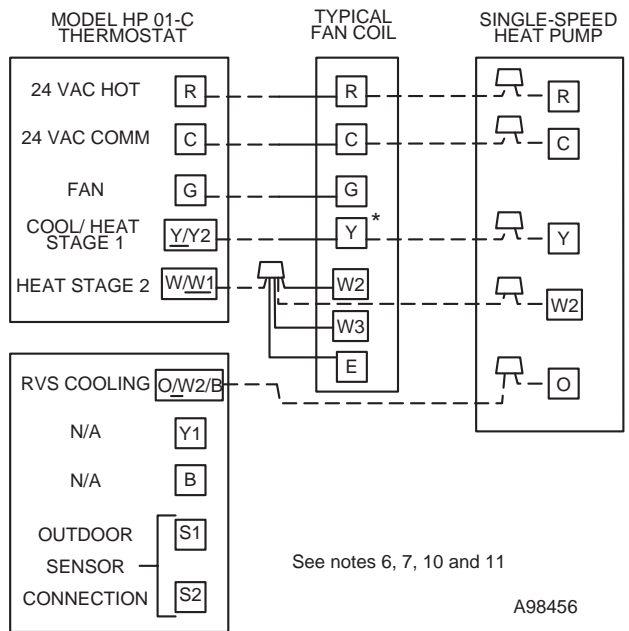 MODEL HP 01-C THERMOSTAT
TYPICAL FAN COIL
SINGLE-SPEED HEAT PUMP
24 VAC HOT R R R
24 VAC COMM C C C
FAN G G
COOL/ HEAT STAGE 1 Y/Y2 Y * Y
HEAT STAGE 2 W/W1 W2 W2
W3
E
RVS COOLING O/W2/B O
N/A Y1
N/A B
OUTDOOR S1
SENSOR
CONNECTION S2
See notes 6, 7, 10 and 11
A98456